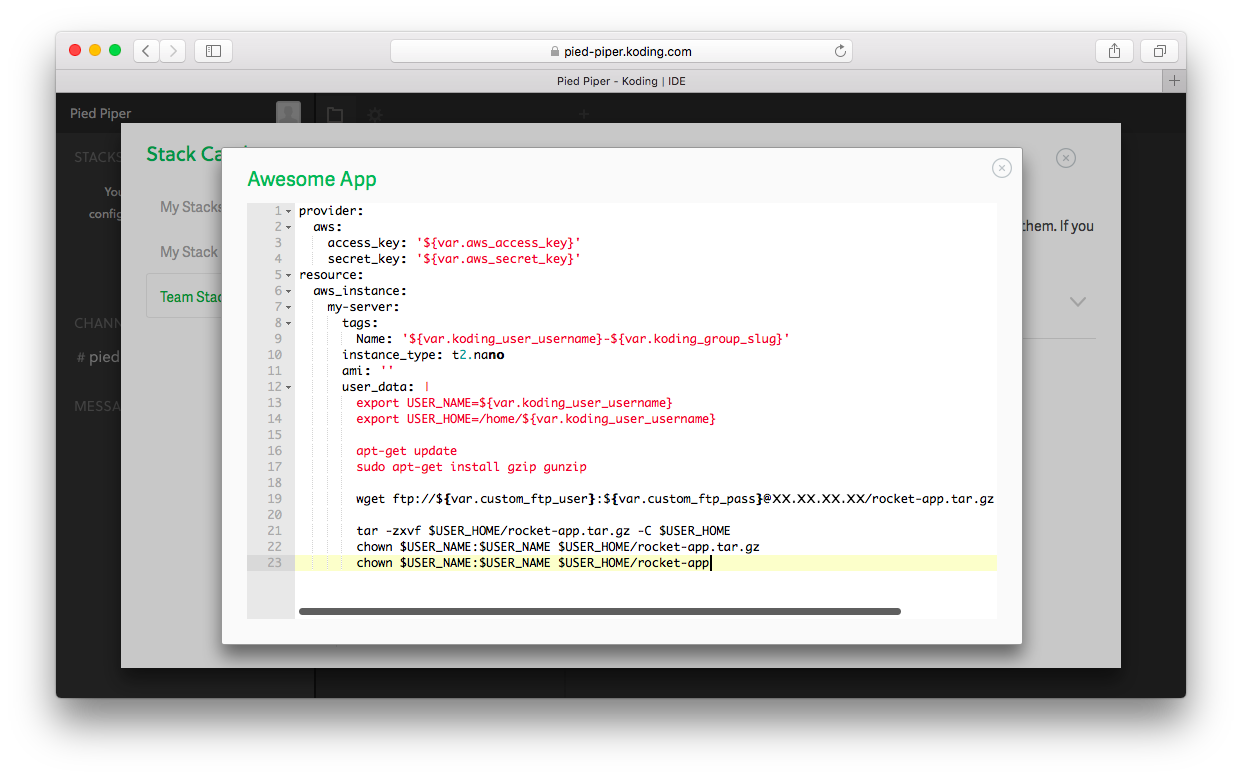 pied-piper.koding.com
Pied Piper - Koding | IDE
Pied Piper
STACKS
You
config
CHANN
# pied
MESSA
Stack Ca
My Stacks
My Stack
Team Stac
them. If you
Awesome App
1 provider:
2 aws:
3 access_key: '${var.aws_access_key}'
4 secret_key: '${var.aws_secret_key}'
5 resource:
6 aws_instance:
7 my-server:
8 tags:
9 Name: '${var.koding_user_username}-${var.koding_group_slug}'
10 instance_type: t2.nano
11 ami: ''
12 user_data: |
13 export USER_NAME=${var.koding_user_username}
14 export USER_HOME=/home/${var.koding_user_username}
15
16 apt-get update
17 sudo apt-get install gzip gunzip
18
19 wget ftp://${var.custom_ftp_user}:${var.custom_ftp_pass}@XX.XX.XX.XX/rocket-app.tar.gz
20
21 tar -zxvf $USER_HOME/rocket-app.tar.gz -C $USER_HOME
22 chown $USER_NAME:$USER_NAME $USER_HOME/rocket-app.tar.gz
23 chown $USER_NAME:$USER_NAME $USER_HOME/rocket-app